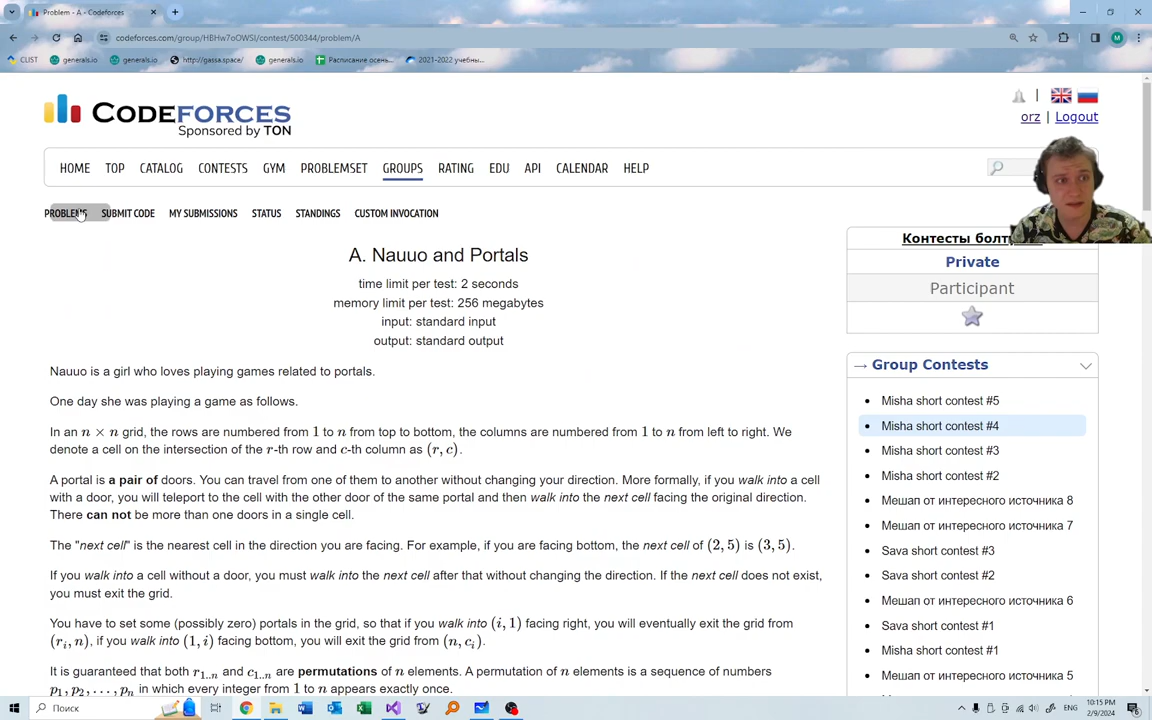 Problem - A - Codeforces
codeforces.com/group/HBHw7oOWSI/contest/500344/problem/A
CLIST generals.io generals.io http://gassa.space/ generals.io Расписание осень... 2021-2022 учебны...
CODEFORCES
Sponsored by TON
orz | Logout
HOME TOP CATALOG CONTESTS GYM PROBLEMSET GROUPS RATING EDU API CALENDAR HELP
PROBLEMS SUBMIT CODE MY SUBMISSIONS STATUS STANDINGS CUSTOM INVOCATION
A. Nauuo and Portals
time limit per test: 2 seconds
memory limit per test: 256 megabytes
input: standard input
output: standard output
Nauuo is a girl who loves playing games related to portals.
One day she was playing a game as follows.
In an n × n grid, the rows are numbered from 1 to n from top to bottom, the columns are numbered from 1 to n from left to right. We
denote a cell on the intersection of the r-th row and c-th column as (r, c).
A portal is a pair of doors. You can travel from one of them to another without changing your direction. More formally, if you walk into a cell
with a door, you will teleport to the cell with the other door of the same portal and then walk into the next cell facing the original direction.
There can not be more than one doors in a single cell.
The "next cell" is the nearest cell in the direction you are facing. For example, if you are facing bottom, the next cell of (2, 5) is (3, 5).
If you walk into a cell without a door, you must walk into the next cell after that without changing the direction. If the next cell does not exist,
you must exit the grid.
You have to set some (possibly zero) portals in the grid, so that if you walk into (i, 1) facing right, you will eventually exit the grid from
(rᵢ, n), if you walk into (1, i) facing bottom, you will exit the grid from (n, cᵢ).
It is guaranteed that both r₁..ₙ and c₁..ₙ are permutations of n elements. A permutation of n elements is a sequence of numbers
p₁, p₂, . . . , pₙ in which every integer from 1 to n appears exactly once.
Контесты
Private
Participant
→ Group Contests
Misha short contest #5
Misha short contest #4
Misha short contest #3
Misha short contest #2
Мешап от интересного источника 8
Мешап от интересного источника 7
Sava short contest #3
Sava short contest #2
Мешап от интересного источника 6
Sava short contest #1
Misha short contest #1
Мешап от интересного источника 5
Поиск
ENG
10:15 PM
2/9/2024